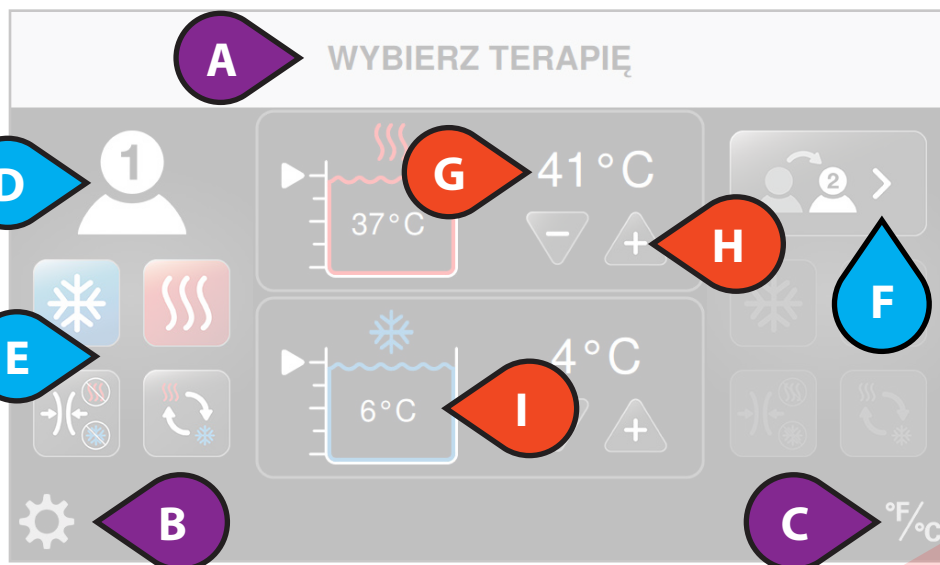 A WYBIERZ TERAPIĘ
D 1
G 41°C
2
37°C
H
F
E
4°C
6°C
I
B
C °F/°C